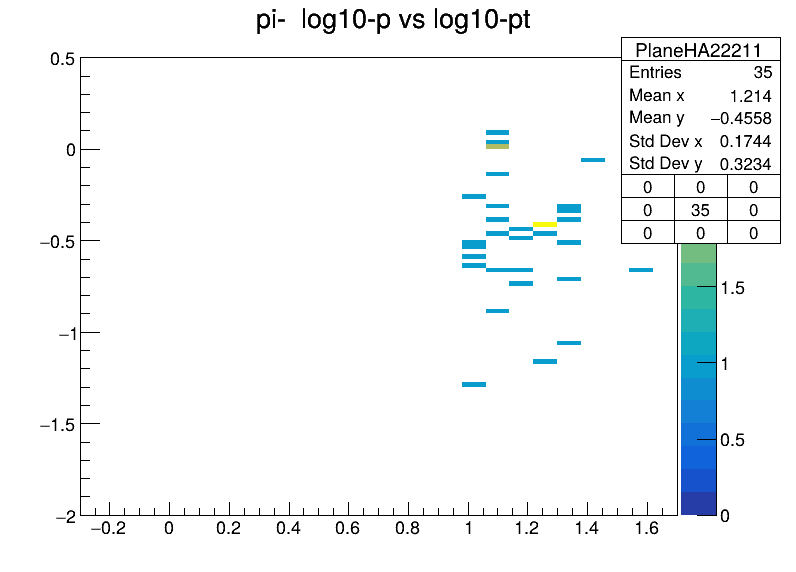 pi-  log10-p vs log10-pt
PlaneHA22211
Entries 35
Mean x 1.214
Mean y −0.4558
Std Dev x 0.1744
Std Dev y 0.3234
0 0 0
0 35 0
0 0 0
0.5
0
−0.5
−1
−1.5
−2
−0.2 0 0.2 0.4 0.6 0.8 1 1.2 1.4 1.6
1.5
1
0.5
0